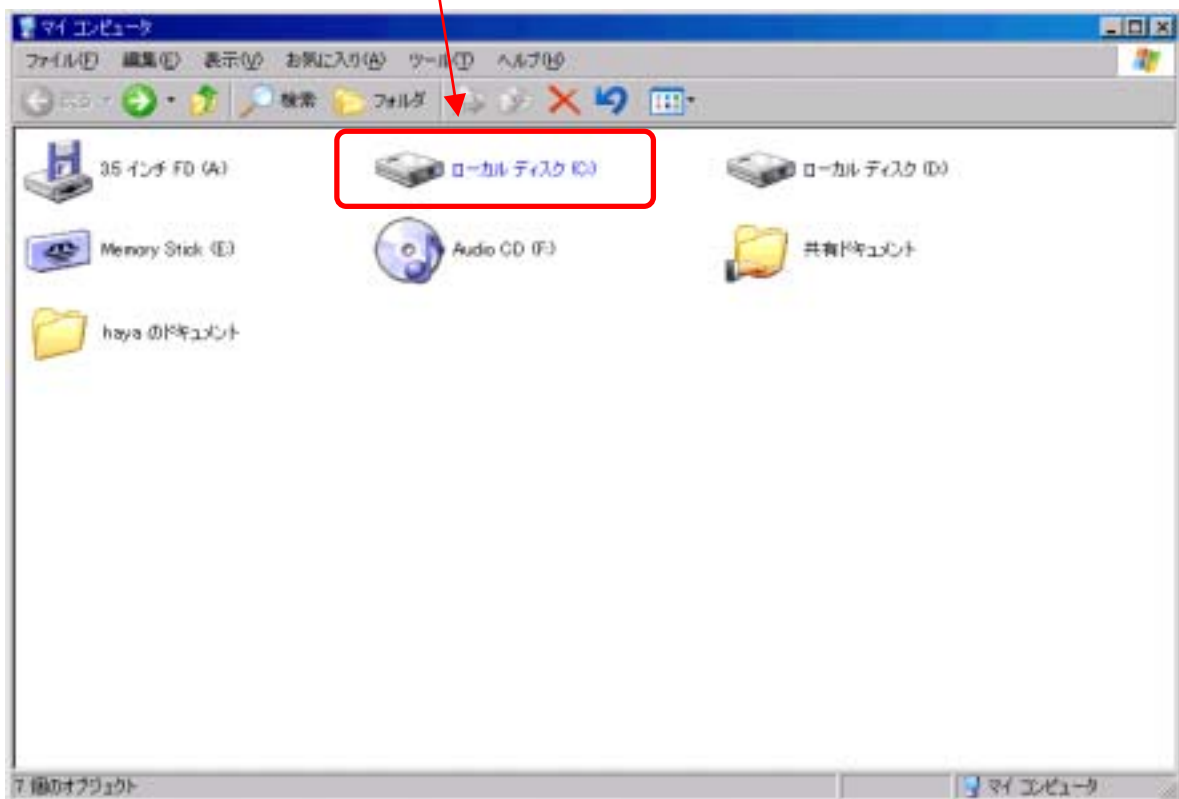 マイ コンピュータ
ファイル(F) 編集(E) 表示(V) お気に入り(A) ツール(T) ヘルプ(H)
戻る 検索 フォルダ
3.5 インチ FD (A:) ローカル ディスク (C:) ローカル ディスク (D:)
Memory Stick (E:) Audio CD (F:) 共有ドキュメント
haya のドキュメント
7 個のオブジェクト マイ コンピュータ